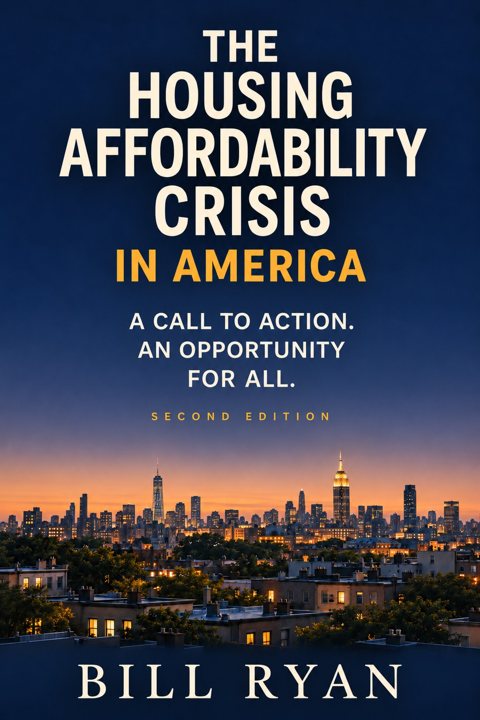 THE
HOUSING
AFFORDABILITY
CRISIS
IN AMERICA
A CALL TO ACTION.
AN OPPORTUNITY
FOR ALL.
SECOND EDITION
BILL RYAN